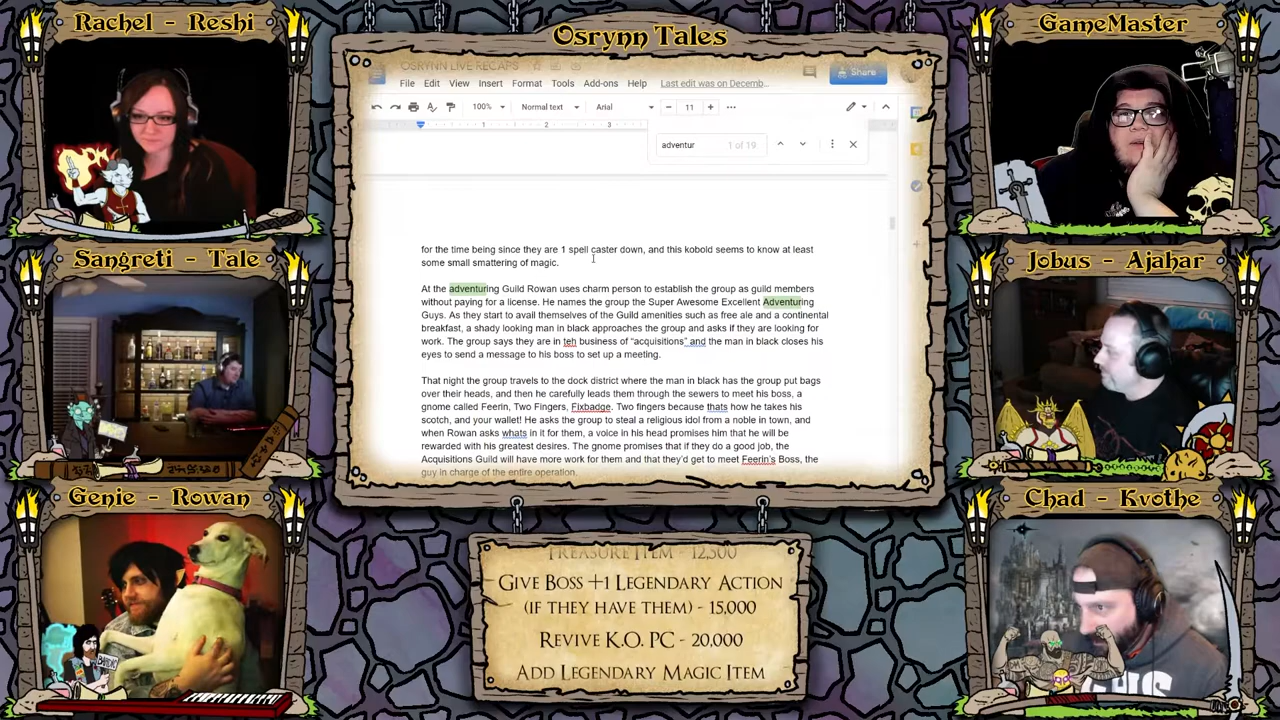 Rachel - Reshi
Osrynn Tales
GameMaster
OSRYNN LIVE RECAPS
File Edit View Insert Format Tools Add-ons Help Last edit was on Decemb...
Share
100% Normal text Arial 11
1 2 3
adventur 1 of 19
for the time being since they are 1 spell caster down, and this kobold seems to know at least
some small smattering of magic.
At the adventuring Guild Rowan uses charm person to establish the group as guild members
without paying for a license. He names the group the Super Awesome Excellent Adventuring
Guys. As they start to avail themselves of the Guild amenities such as free ale and a continental
breakfast, a shady looking man in black approaches the group and asks if they are looking for
work. The group says they are in teh business of “acquisitions” and the man in black closes his
eyes to send a message to his boss to set up a meeting.
That night the group travels to the dock district where the man in black has the group put bags
over their heads, and then he carefully leads them through the sewers to meet his boss, a
gnome called Feerin, Two Fingers, Fixbadge. Two fingers because thats how he takes his
scotch, and your wallet! He asks the group to steal a religious idol from a noble in town, and
when Rowan asks whats in it for them, a voice in his head promises him that he will be
rewarded with his greatest desires. The gnome promises that if they do a good job, the
Acquisitions Guild will have more work for them and that they'd get to meet Feerin's Boss, the
guy in charge of the entire operation.
Sangreti - Tale
Jobus - Ajahar
Genie - Rowan
Chad - Kvothe
Treasure Item - 12,500
Give Boss +1 Legendary Action
(if they have them) - 15,000
Revive K.O. PC - 20,000
Add Legendary Magic Item